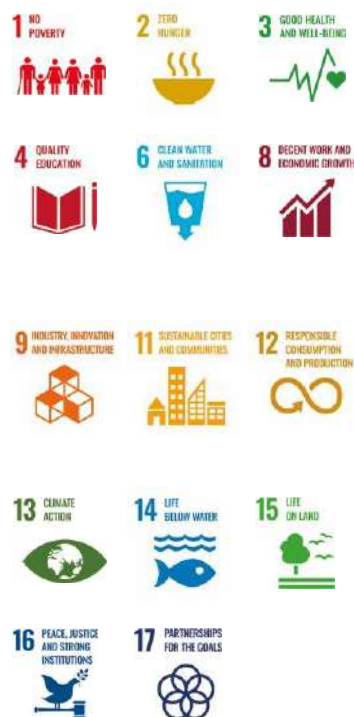 1 NO
POVERTY
2 ZERO
HUNGER
3 GOOD HEALTH
AND WELL-BEING
4 QUALITY
EDUCATION
6 CLEAN WATER
AND SANITATION
8 DECENT WORK AND
ECONOMIC GROWTH
9 INDUSTRY, INNOVATION
AND INFRASTRUCTURE
11 SUSTAINABLE CITIES
AND COMMUNITIES
12 RESPONSIBLE
CONSUMPTION
AND PRODUCTION
13 CLIMATE
ACTION
14 LIFE
BELOW WATER
15 LIFE
ON LAND
16 PEACE, JUSTICE
AND STRONG
INSTITUTIONS
17 PARTNERSHIPS
FOR THE GOALS